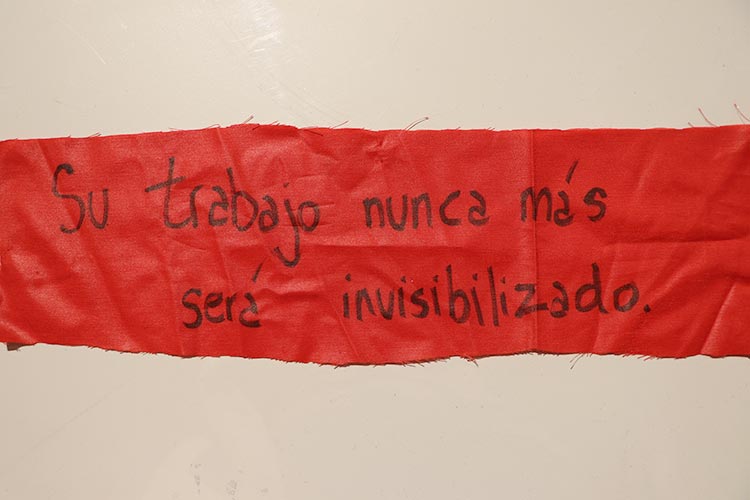 Su trabajo nunca más
será invisibilizado.